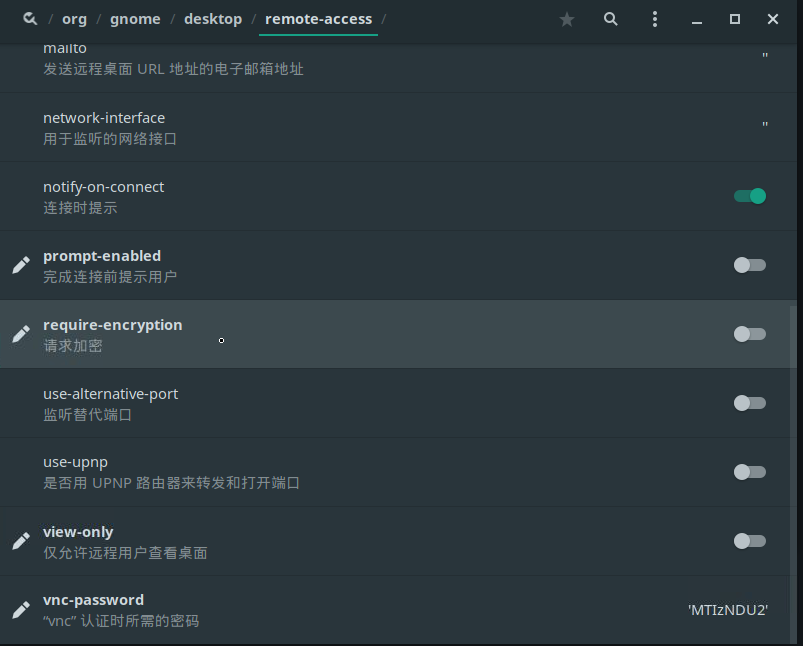 / org / gnome / desktop / remote-access /
mailto
发送远程桌面 URL 地址的电子邮箱地址
''
network-interface
用于监听的网络接口
''
notify-on-connect
连接时提示
prompt-enabled
完成连接前提示用户
require-encryption
请求加密
use-alternative-port
监听替代端口
use-upnp
是否用 UPNP 路由器来转发和打开端口
view-only
仅允许远程用户查看桌面
vnc-password
“vnc” 认证时所需的密码
'MTIzNDU2'